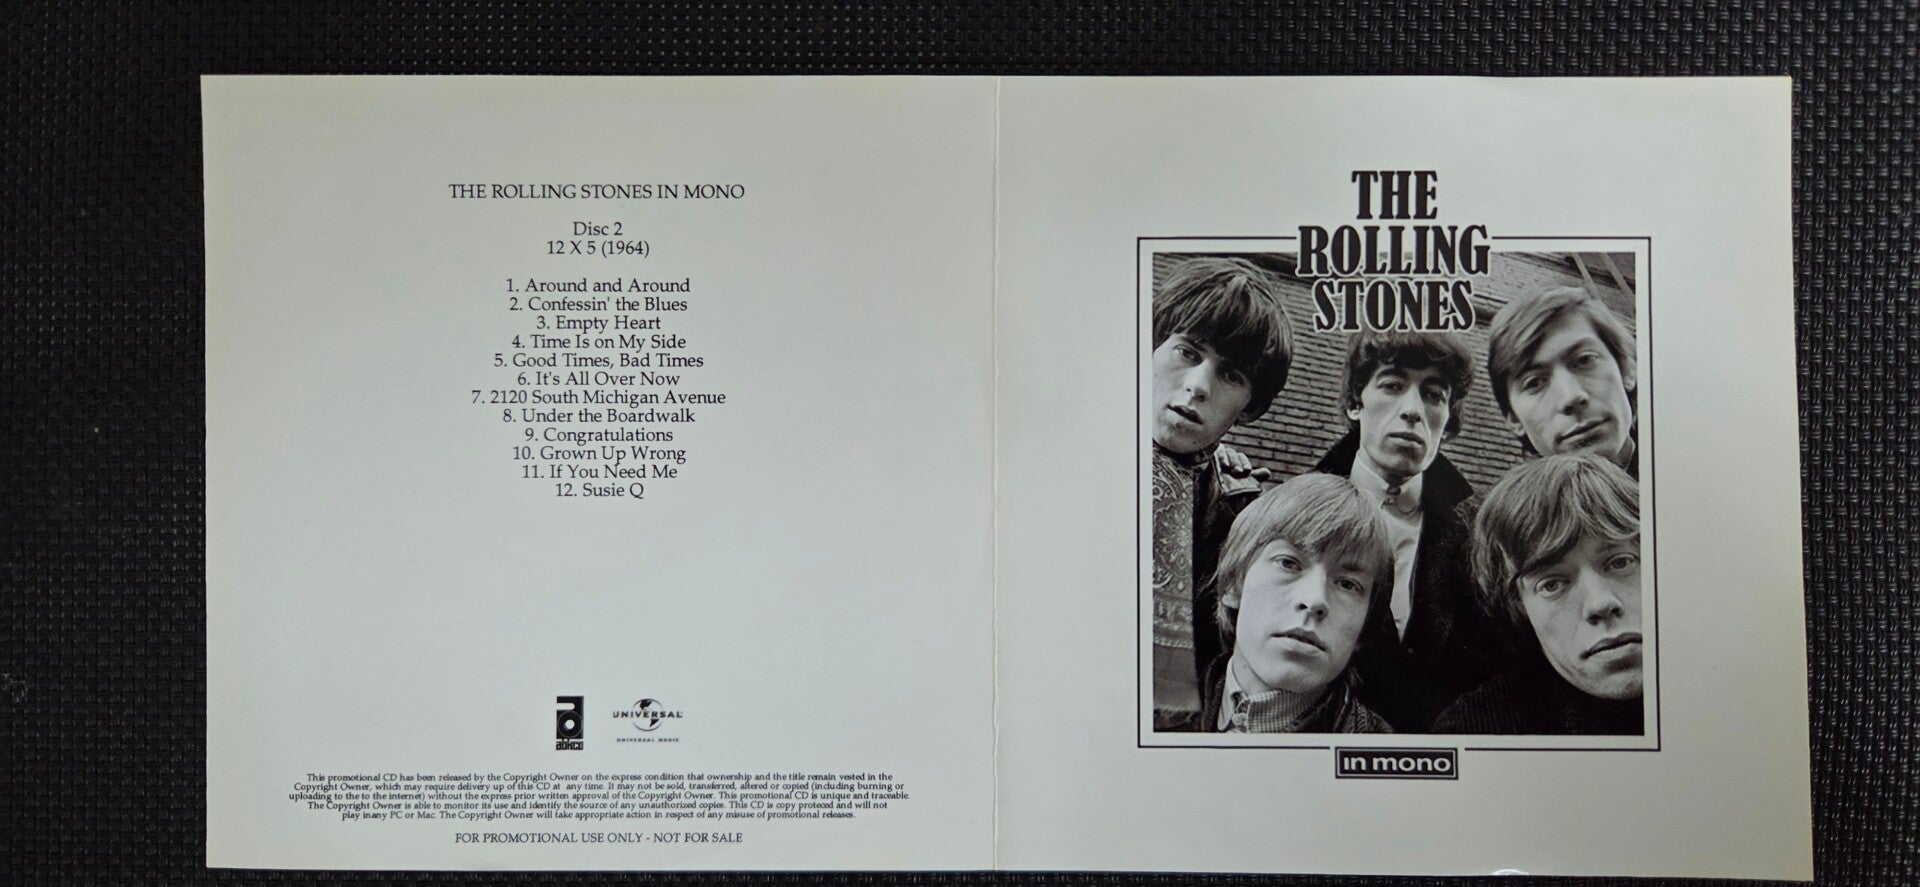 THE ROLLING STONES IN MONO
Disc 2
12 X 5 (1964)
1. Around and Around
2. Confessin' the Blues
3. Empty Heart
4. Time Is on My Side
5. Good Times, Bad Times
6. It's All Over Now
7. 2120 South Michigan Avenue
8. Under the Boardwalk
9. Congratulations
10. Grown Up Wrong
11. If You Need Me
12. Susie Q
abkco
UNIVERSAL
UNIVERSAL MUSIC
This promotional CD has been released by the Copyright Owner on the express condition that ownership and the title remain vested in the
Copyright Owner, which may require delivery up of this CD at any time. It may not be sold, transferred, altered or copied (including burning or
uploading to the to the internet) without the express prior written approval of the Copyright Owner. This promotional CD is unique and traceable.
The Copyright Owner is able to monitor its use and identify the source of any unauthorized copies. This CD is copy proteced and will not
play in any PC or Mac. The Copyright Owner will take appropriate action in respect of any misuse of promotional releases.
FOR PROMOTIONAL USE ONLY - NOT FOR SALE
THE
ROLLING
STONES
in mono